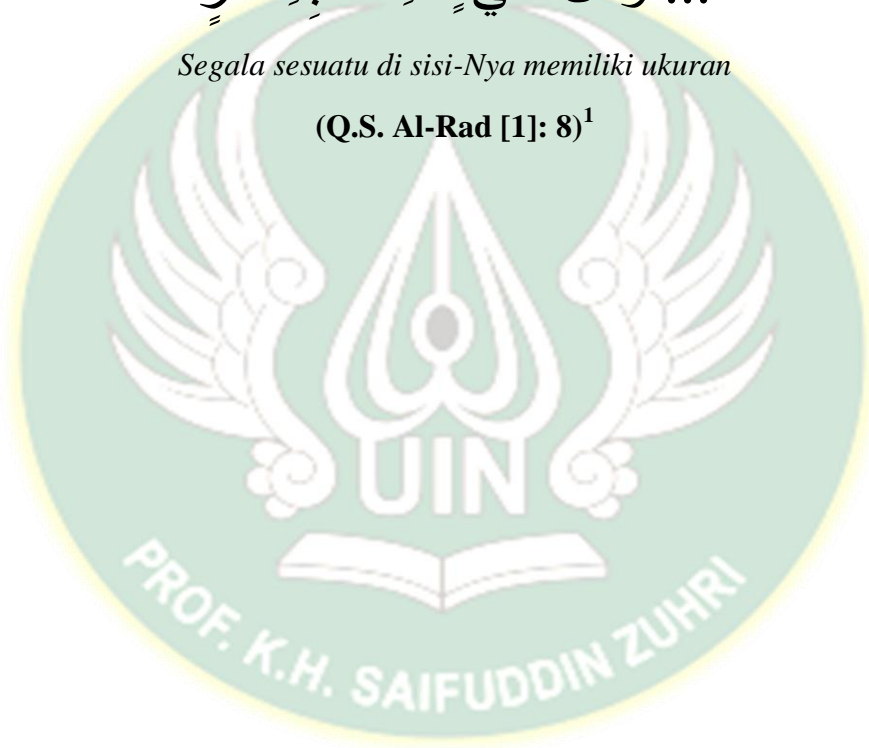 Segala sesuatu di sisi-Nya memiliki ukuran
(Q.S. Al-Rad [1]: 8)¹
UIN
PROF. K.H. SAIFUDDIN ZUHRI